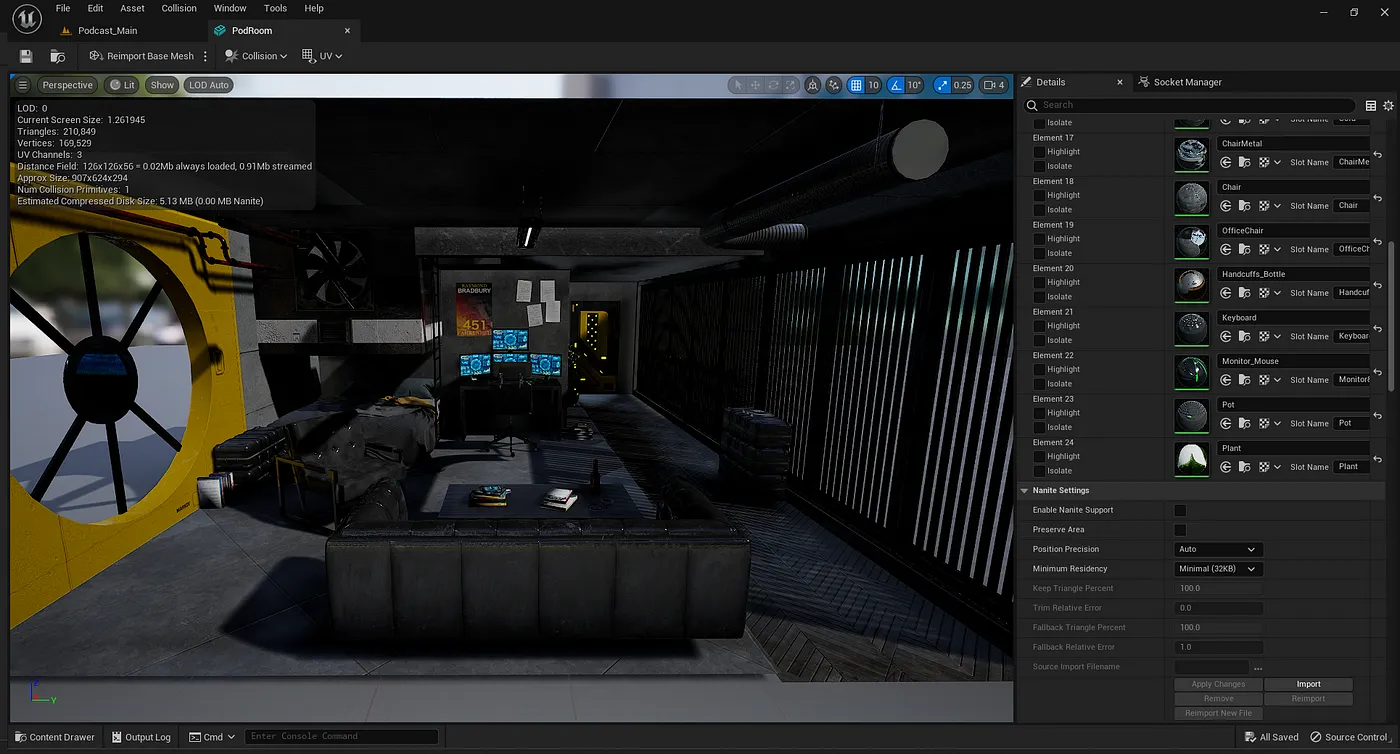 File Edit Asset Collision Window Tools Help
Podcast_Main
PodRoom
Reimport Base Mesh
Collision
UV
Perspective
Lit
Show
LOD Auto
10
10°
0.25
4
LOD: 0
Current Screen Size: 1.261945
Triangles: 210,849
Vertices: 169,529
UV Channels: 3
Distance Field: 126x126x56 = 0.02Mb always loaded, 0.91Mb streamed
Approx Size: 907x624x294
Num Collision Primitives: 1
Estimated Compressed Disk Size: 5.13 MB (0.00 MB Nanite)
RAYMOND
BRADBURY
451
Z
Y
Details
Socket Manager
Search
Isolate
Slot Name
Element 17
Highlight
Isolate
ChairMetal
Slot Name ChairMe
Element 18
Highlight
Isolate
Chair
Slot Name Chair
Element 19
Highlight
Isolate
OfficeChair
Slot Name OfficeCh
Element 20
Highlight
Isolate
Handcuffs_Bottle
Slot Name Handcuf
Element 21
Highlight
Isolate
Keyboard
Slot Name Keyboar
Element 22
Highlight
Isolate
Monitor_Mouse
Slot Name Monitor
Element 23
Highlight
Isolate
Pot
Slot Name Pot
Element 24
Highlight
Isolate
Plant
Slot Name Plant
Nanite Settings
Enable Nanite Support
Preserve Area
Position Precision Auto
Minimum Residency Minimal (32KB)
Keep Triangle Percent 100.0
Trim Relative Error 0.0
Fallback Triangle Percent 100.0
Fallback Relative Error 1.0
Source Import Filename ...
Apply Changes Import
Remove Reimport
Reimport New File
Content Drawer
Output Log
Cmd
Enter Console Command
All Saved
Source Control